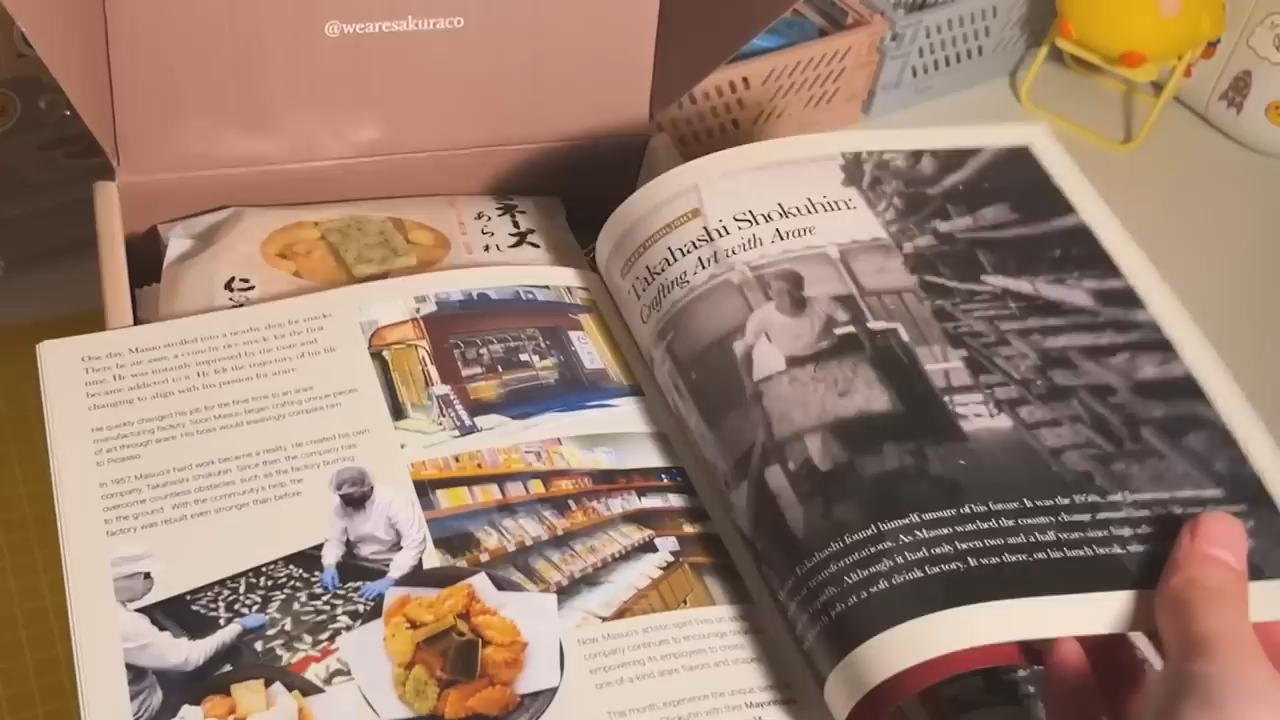 @wearesakuraco
ネーズ
あられ
One day, Masuo strolled into a nearby shop for snacks.
There he ate arare, a crunchy rice snack, for the first
time. He was instantly impressed by the taste and
became addicted to it. He felt the trajectory of his life
changing to align with his passion for arare.
He quickly changed his job for the first time to an arare
manufacturing factory. Soon Masuo began crafting unique pieces
of art through arare. His boss would teasingly compare him
to Picasso.
In 1957, Masuo's hard work became a reality. He created his own
company, Takahashi Shokuhin. Since then, the company has
overcome countless obstacles, such as the factory burning
to the ground. With the community's help, the
factory was rebuilt even stronger than before.
Now, Masuo's artistic spirit lives on as
company continues to encourage
empowering its employees to create
one-of-a-kind arare flavors and shapes
This month, experience the unique
Shokuhin with their Mayonnaise
HIGHLIGHT
Takahashi Shokuhin:
Crafting Art with Arare
Takahashi found himself unsure of his future. It was the 1950s, and
transformations. As Masuo watched the country change
path. Although it had only been two and a half years since high
job at a soft drink factory. It was there, on his lunch break,